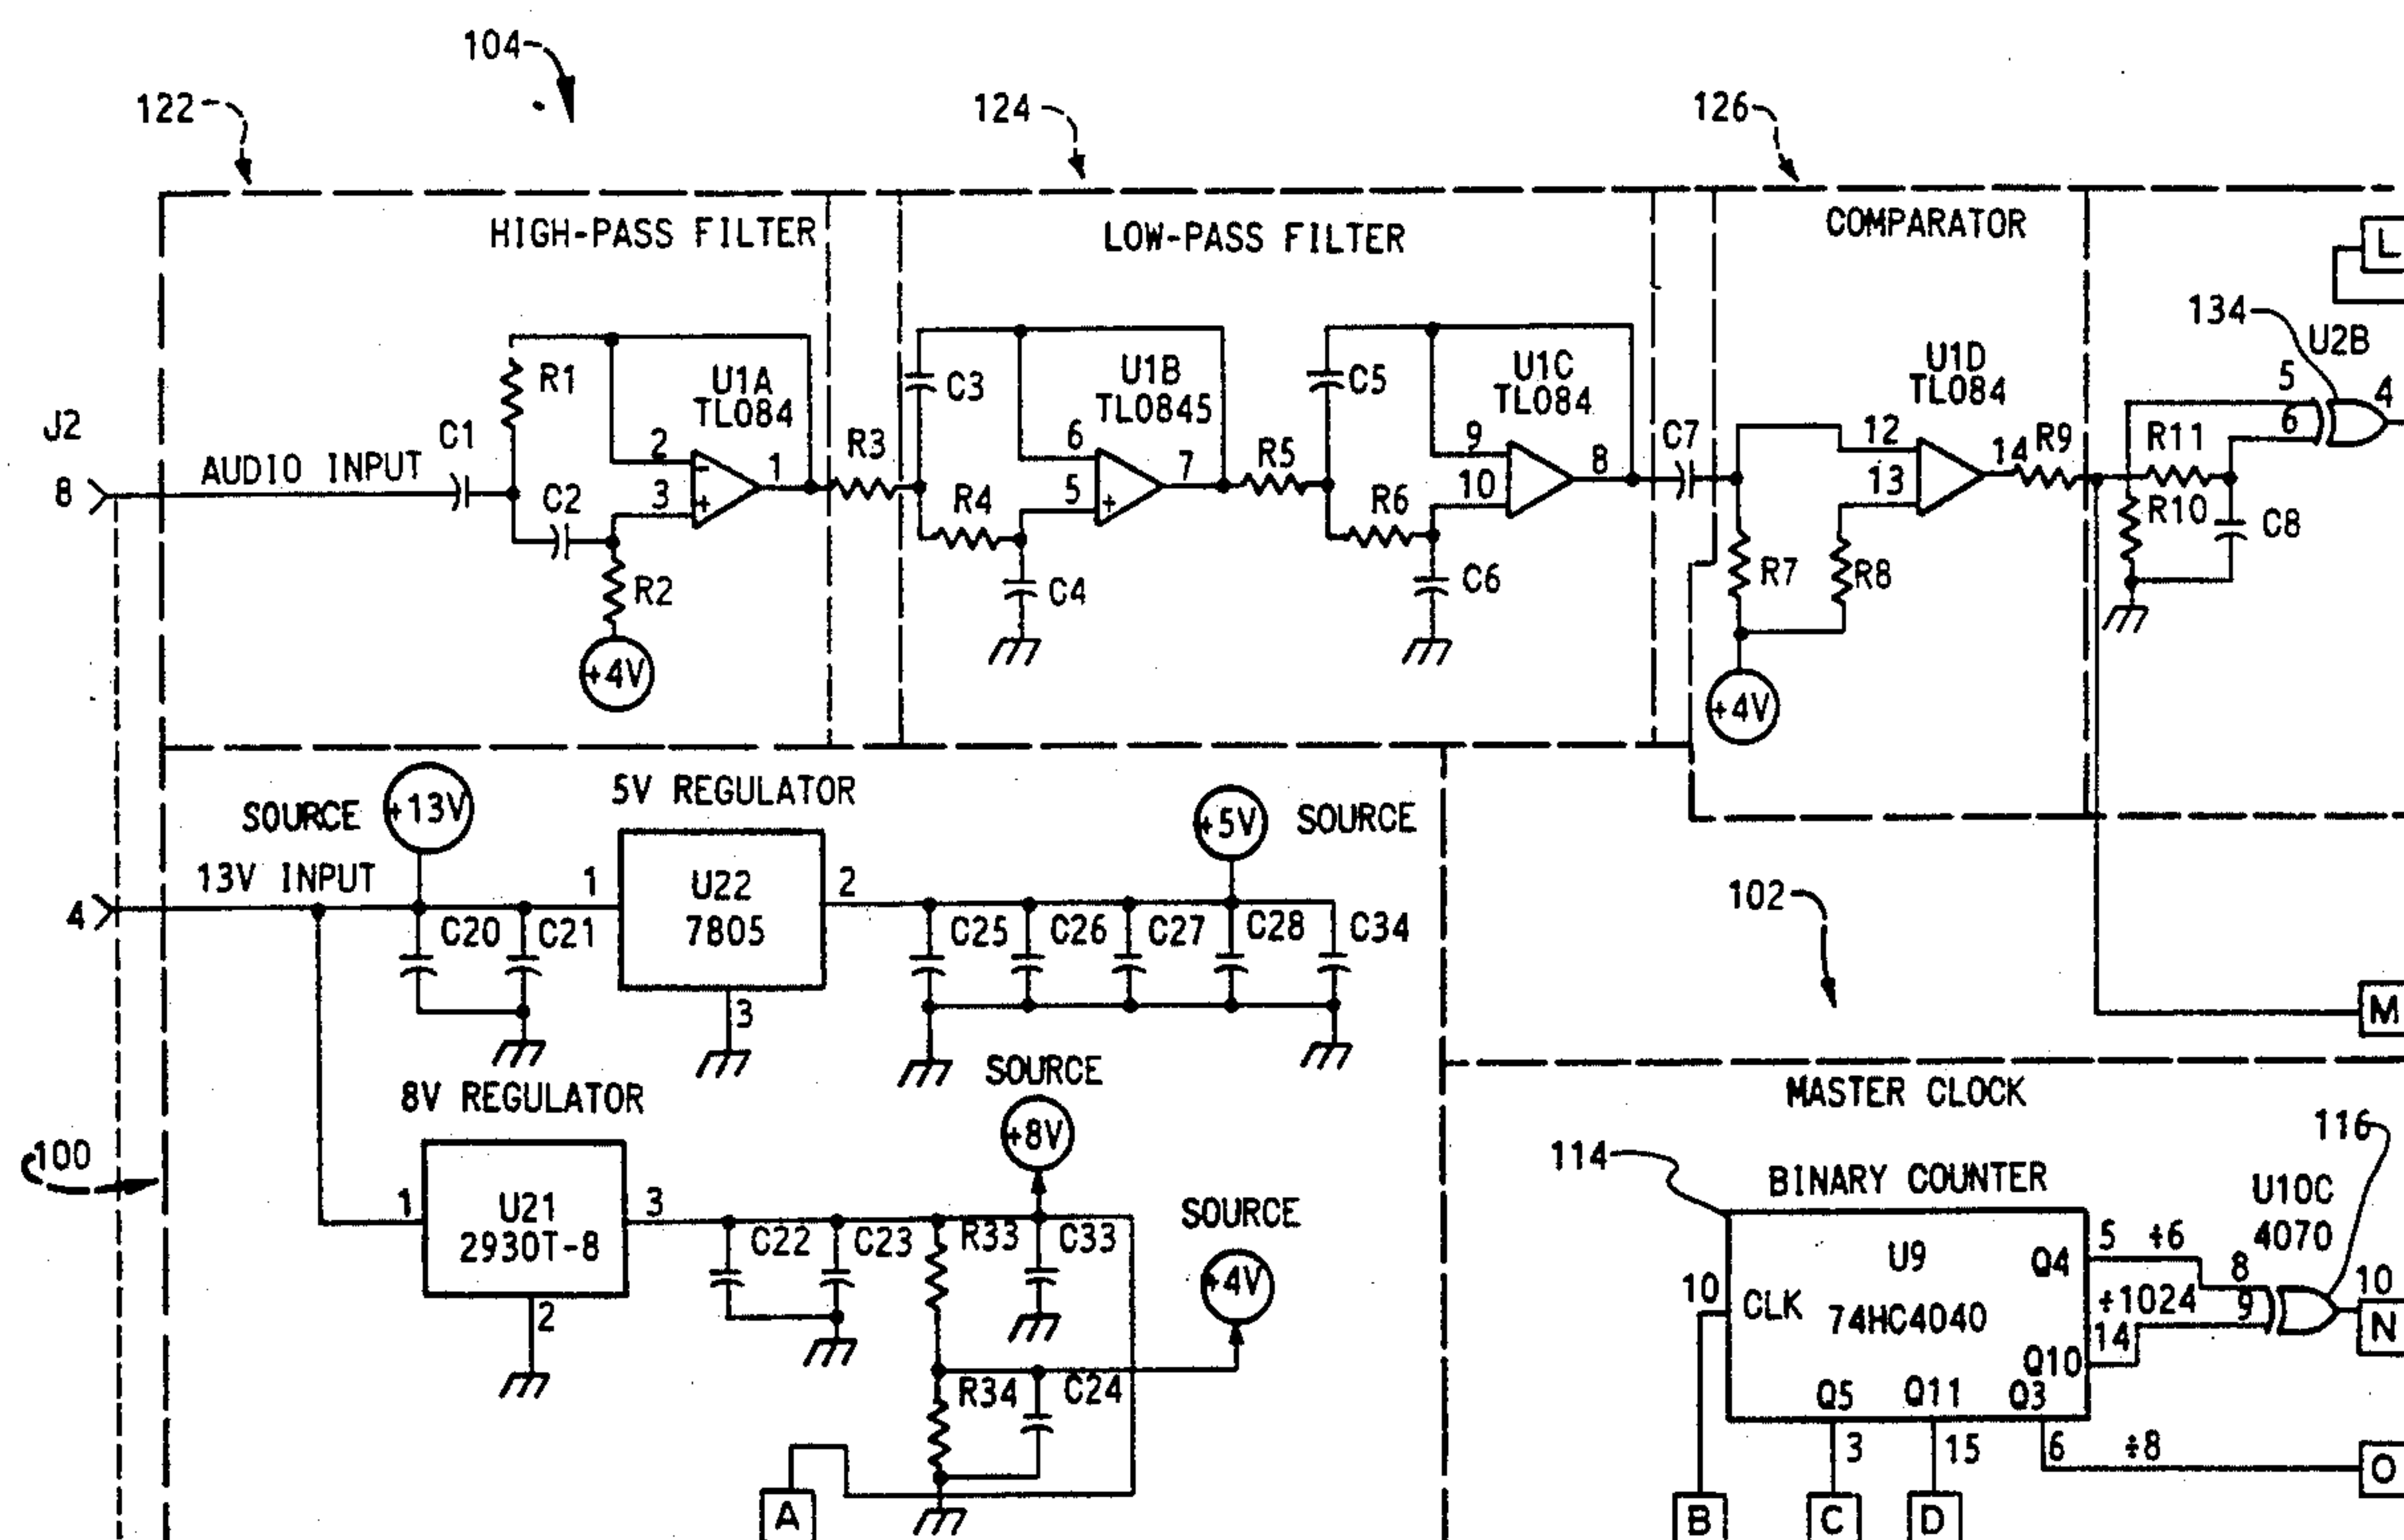 104
122
124
126
HIGH-PASS FILTER
LOW-PASS FILTER
COMPARATOR
L
134
U2B
R1
U1A
TL084
C3
U1B
TL0845
C5
U1C
TL084
U1D
TL084
5
4
6
J2
8
AUDIO INPUT
C1
C2
2
-
3
+
1
R3
R4
6
5
+
7
R5
R6
9
10
8
C7
12
13
14
R9
R11
R10
C8
R2
+4V
C4
C6
R7
R8
+4V
SOURCE
+13V
5V REGULATOR
+5V
SOURCE
13V INPUT
4
C20
C21
1
U22
7805
2
3
C25
C26
C27
C28
C34
102
M
8V REGULATOR
SOURCE
+8V
MASTER CLOCK
100
114
116
1
U21
2930T-8
3
2
C22
C23
R33
C33
SOURCE
+4V
R34
C24
A
BINARY COUNTER
U10C
4070
U9
74HC4040
10
CLK
Q4
5
÷6
8
÷1024
9
10
N
14
Q10
Q5
Q11
Q3
3
15
6
÷8
O
B
C
D